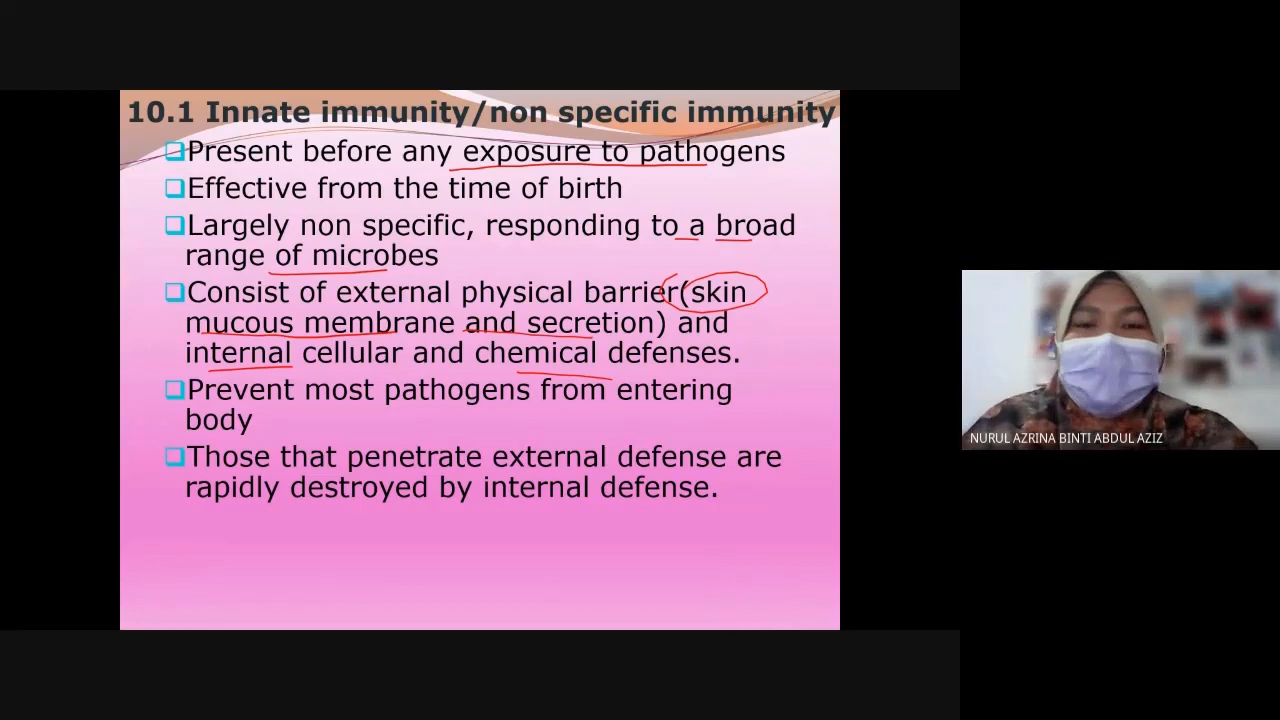 10.1 Innate immunity/non specific immunity
❑Present before any exposure to pathogens
❑Effective from the time of birth
❑Largely non specific, responding to a broad
range of microbes
❑Consist of external physical barrier(skin
mucous membrane and secretion) and
internal cellular and chemical defenses.
❑Prevent most pathogens from entering
body
❑Those that penetrate external defense are
rapidly destroyed by internal defense.
NURUL AZRINA BINTI ABDUL AZIZ